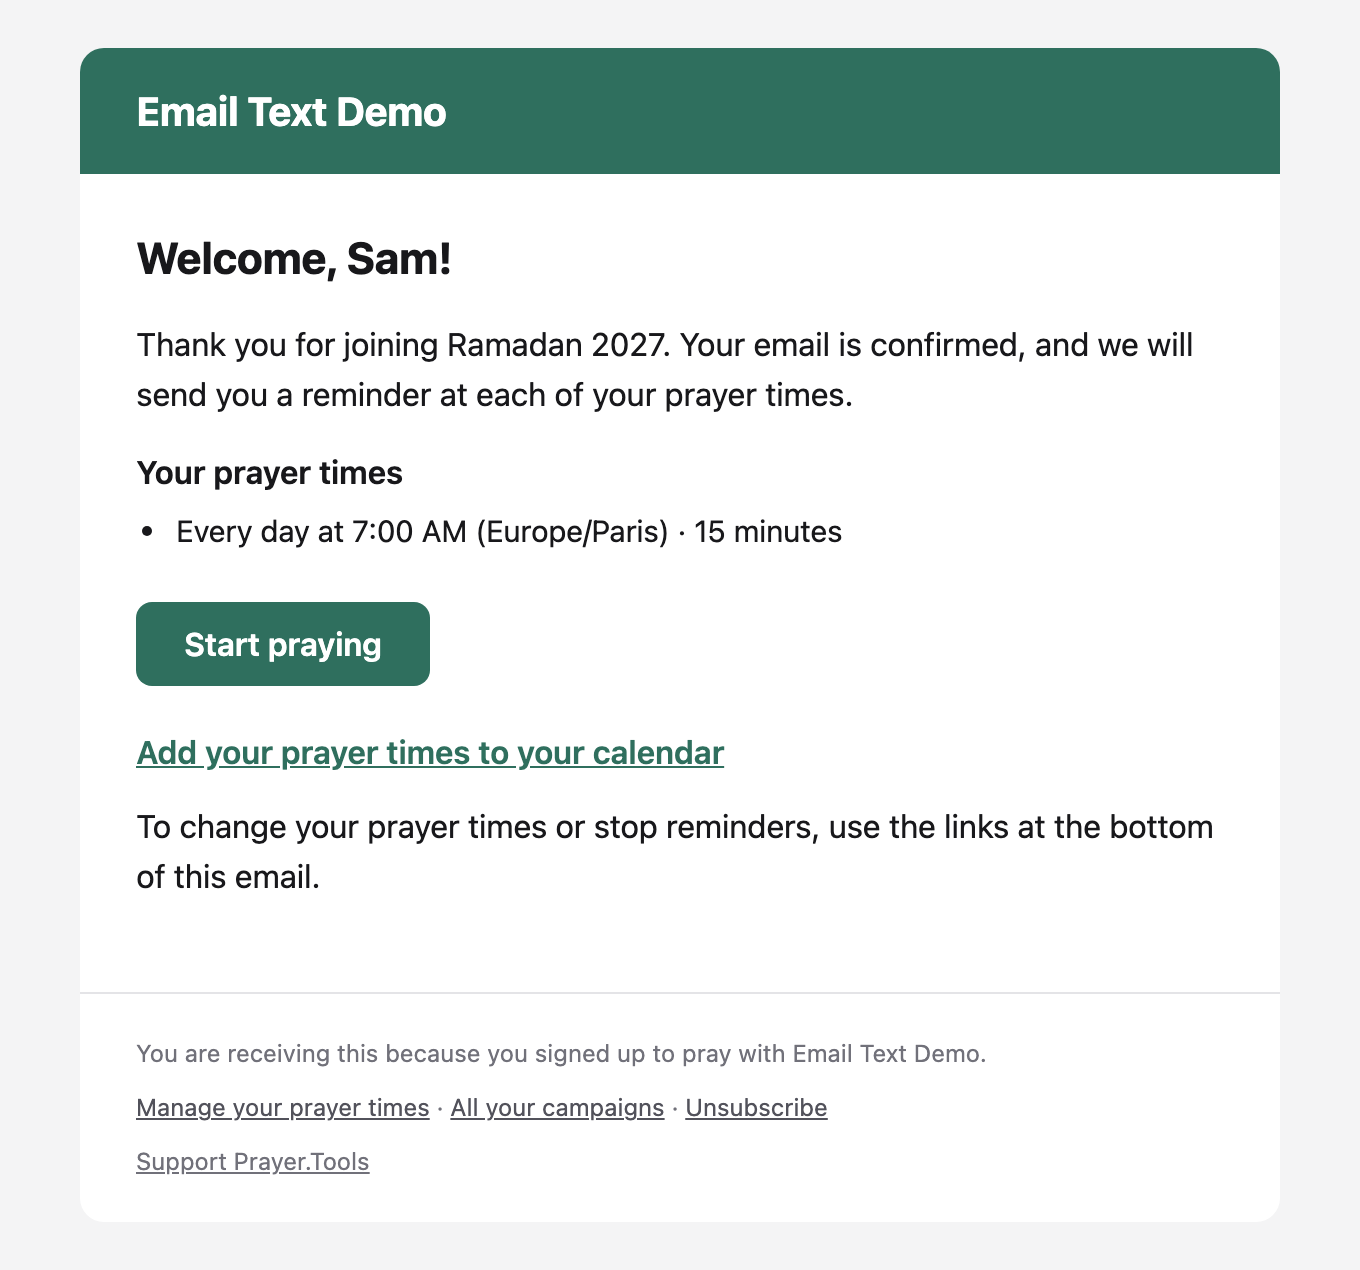 Email Text Demo
Welcome, Sam!
Thank you for joining Ramadan 2027. Your email is confirmed, and we will
send you a reminder at each of your prayer times.
Your prayer times
• Every day at 7:00 AM (Europe/Paris) · 15 minutes
Start praying
Add your prayer times to your calendar
To change your prayer times or stop reminders, use the links at the bottom
of this email.
You are receiving this because you signed up to pray with Email Text Demo.
Manage your prayer times · All your campaigns · Unsubscribe
Support Prayer.Tools